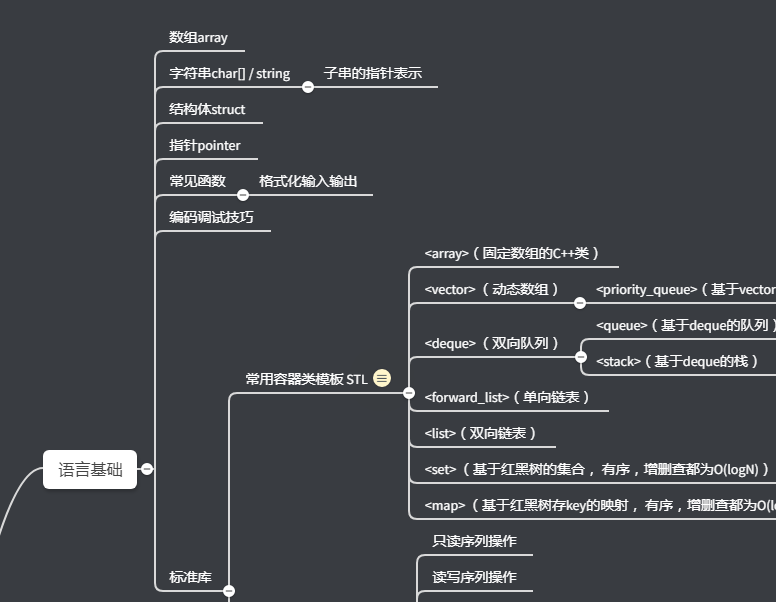 数组array
字符串char[] / string
子串的指针表示
结构体struct
指针pointer
常见函数
格式化输入输出
编码调试技巧
<array>（固定数组的C++类）
<vector>（动态数组）
<priority_queue>（基于vector
<deque>（双向队列）
<queue>（基于deque的队列）
<stack>（基于deque的栈）
常用容器类模板 STL
<forward_list>（单向链表）
<list>（双向链表）
<set>（基于红黑树的集合，有序，增删查都为O(logN)）
<map>（基于红黑树存key的映射，有序，增删查都为O(l
语言基础
只读序列操作
标准库
读写序列操作